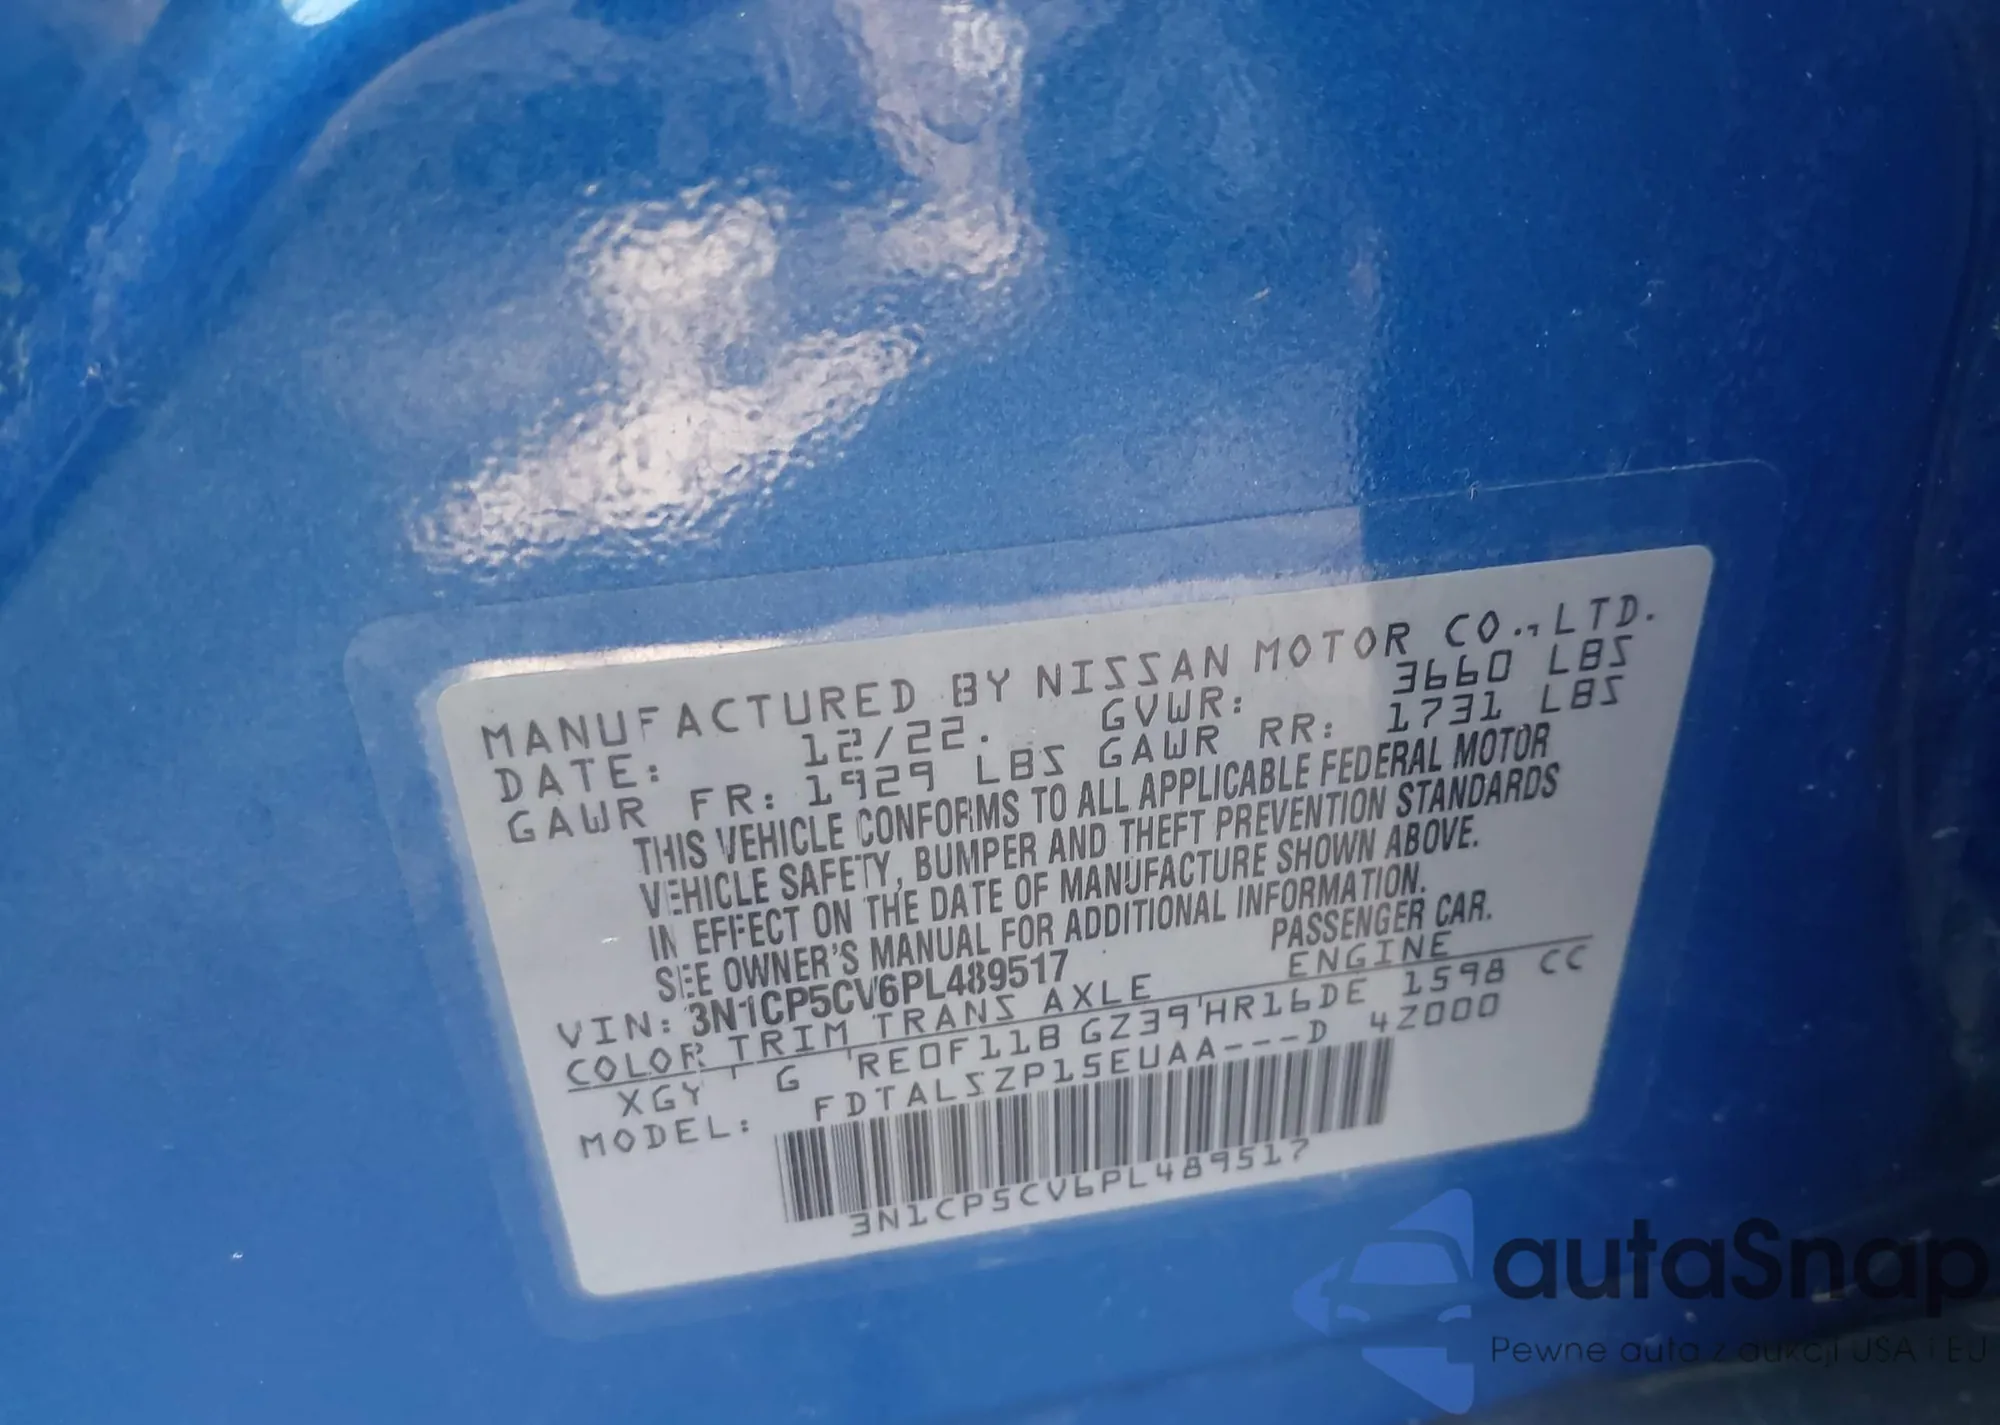 MANUFACTURED BY NISSAN MOTOR CO., LTD.
DATE: 12/22. GVWR: 3660 LBS
GAWR FR: 1929 LBS GAWR RR: 1731 LBS
THIS VEHICLE CONFORMS TO ALL APPLICABLE FEDERAL MOTOR
VEHICLE SAFETY, BUMPER AND THEFT PREVENTION STANDARDS
IN EFFECT ON THE DATE OF MANUFACTURE SHOWN ABOVE.
SEE OWNER'S MANUAL FOR ADDITIONAL INFORMATION.
VIN: 3N1CP5CV6PL489517 PASSENGER CAR.
COLOR TRIM TRANS AXLE ENGINE
XGY G RE0F11B GZ39 HR16DE 1598 CC
MODEL: FDTALSZP15EUAA---D 4Z000
3N1CP5CV6PL489517
autaSnap
Pewne auta z aukcji USA i EU